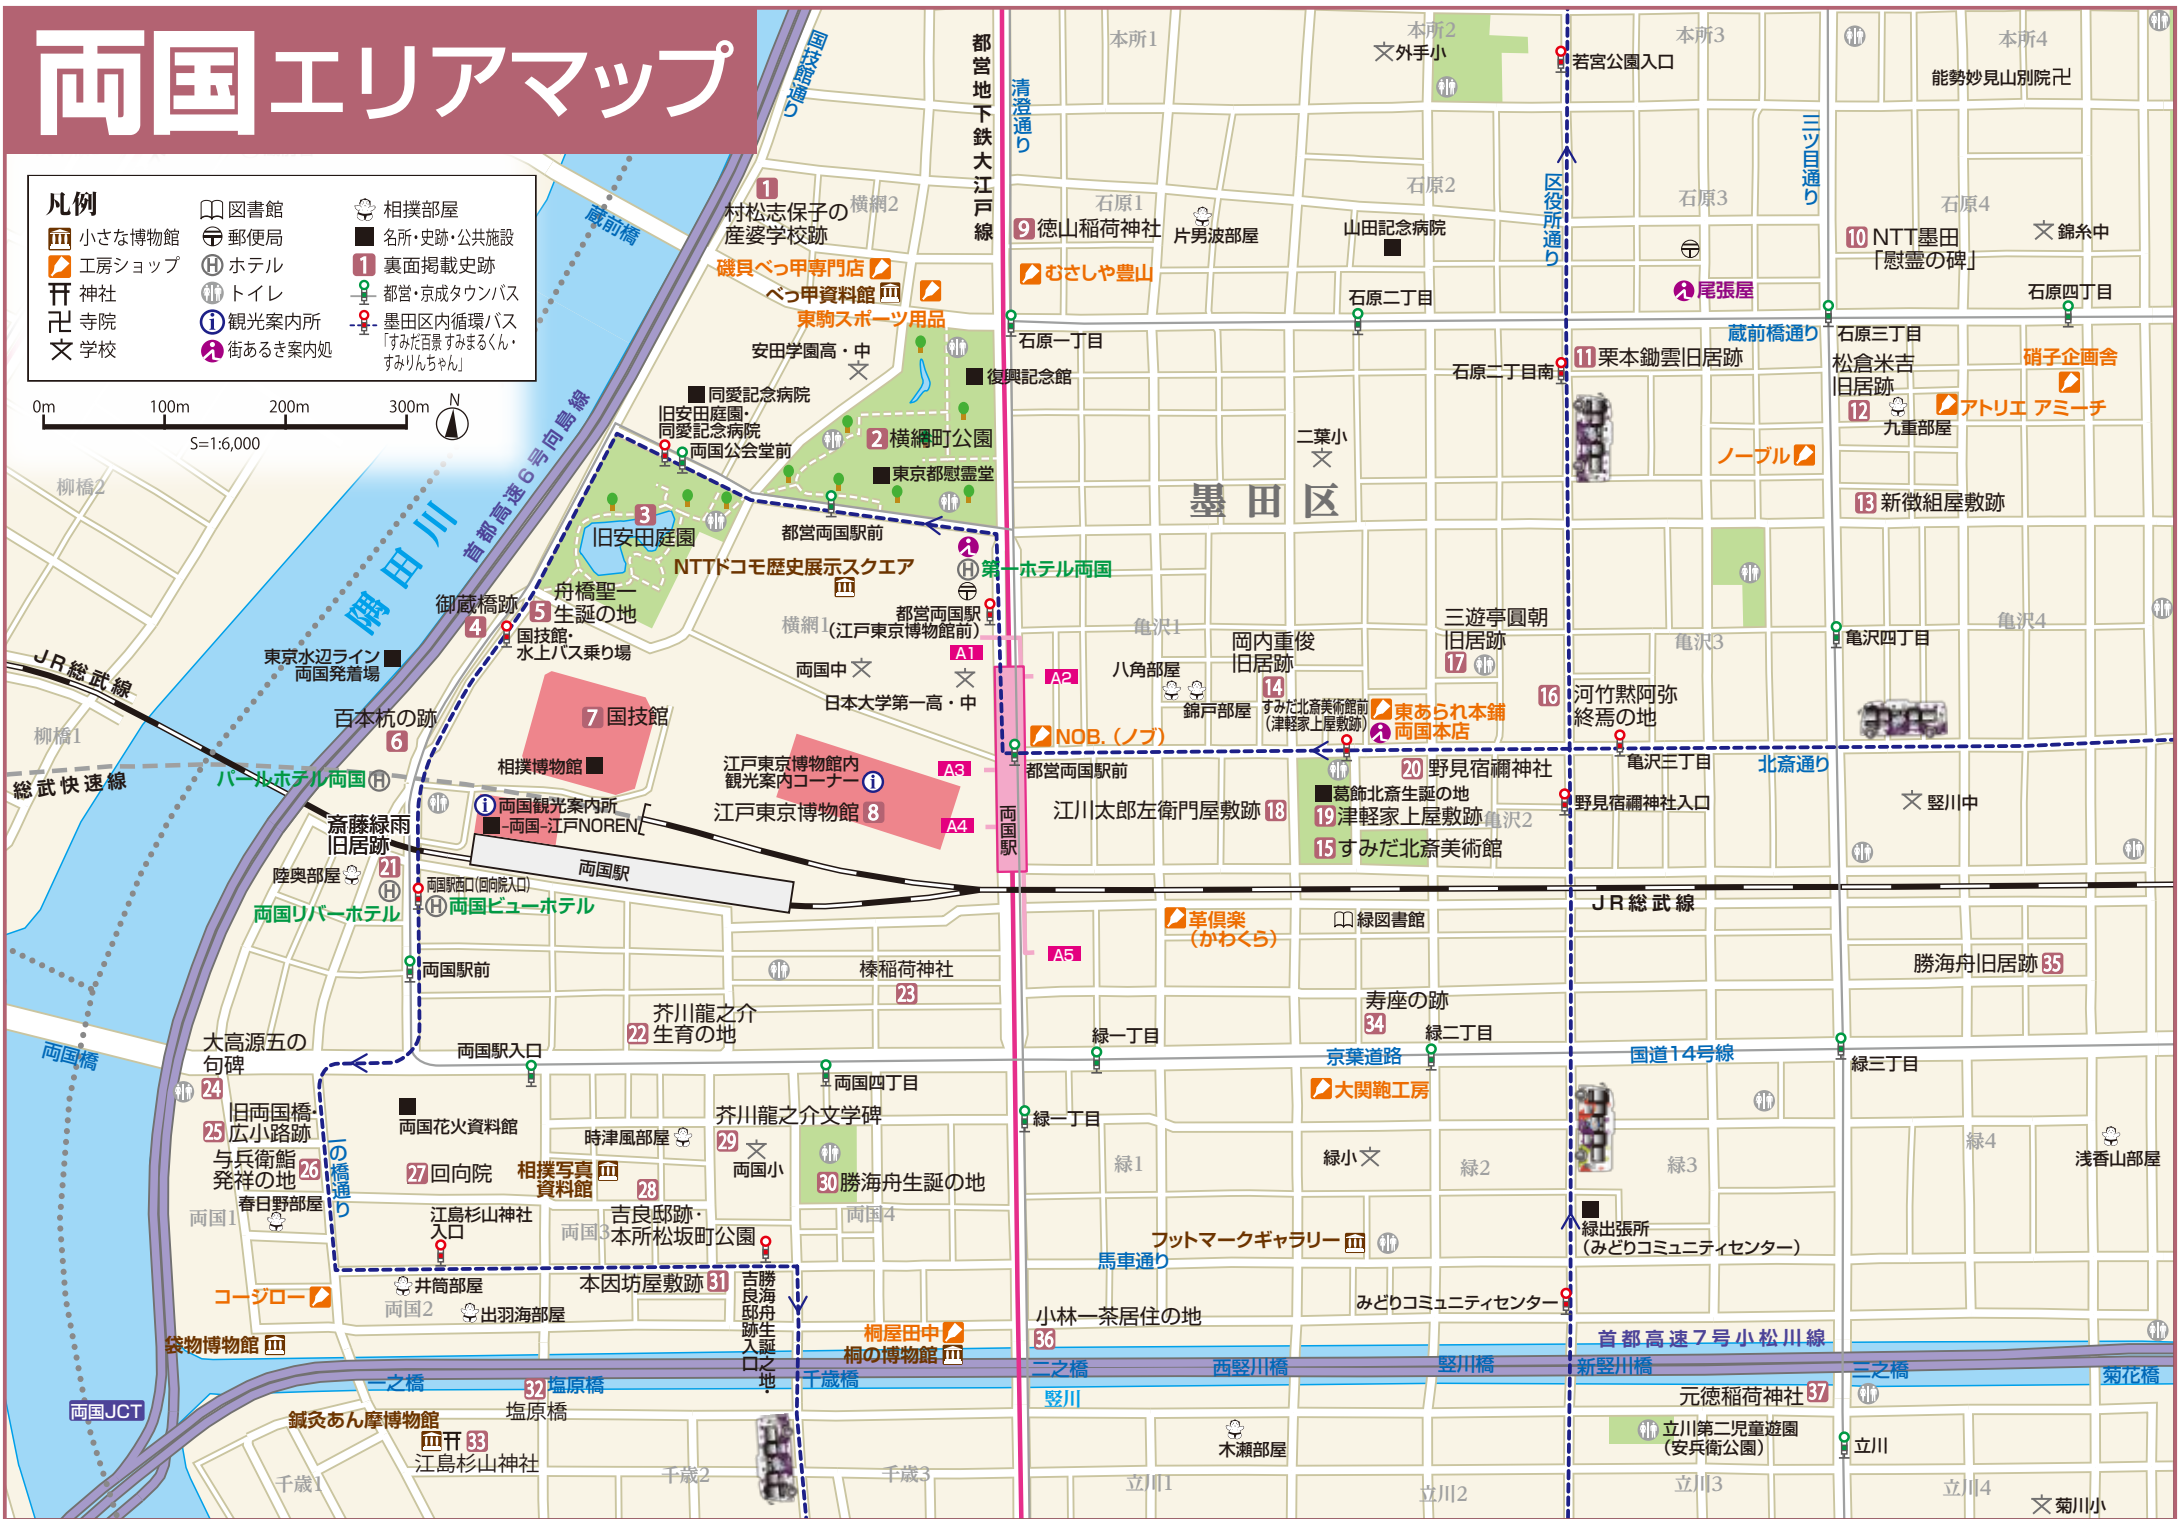 両国エリアマップ
凡例
小さな博物館
工房ショップ
神社
寺院
学校
図書館
郵便局
ホテル
トイレ
観光案内所
街あるき案内処
相撲部屋
名所・史跡・公共施設
1 裏面掲載史跡
都営・京成タウンバス
墨田区内循環バス
「すみだ百景 すみまるくん・
すみりんちゃん」
0m 100m 200m 300m
S=1:6,000
N
国技館通り
都営地下鉄大江戸線
清澄通り
本所1
本所2
外手小
若宮公園入口
本所3
本所4
能勢妙見山別院
三ツ目通り
区役所通り
蔵前橋
1
村松志保子の
産婆学校跡
横網2
石原1
石原2
石原3
石原4
9 徳山稲荷神社
片男波部屋
山田記念病院
10 NTT墨田
「慰霊の碑」
錦糸中
磯貝べっ甲専門店
べっ甲資料館
東駒スポーツ用品
むさしや豊山
石原二丁目
尾張屋
石原四丁目
石原一丁目
蔵前橋通り
石原三丁目
安田学園高・中
復興記念館
石原二丁目南
11 栗本鋤雲旧居跡
松倉米吉
旧居跡
12
九重部屋
硝子企画舎
アトリエ アミーチ
同愛記念病院
旧安田庭園・
同愛記念病院
両国公会堂前
2 横網町公園
東京都慰霊堂
二葉小
ノーブル
13 新徴組屋敷跡
柳橋2
首都高速6号向島線
隅田川
墨田区
3
旧安田庭園
都営両国駅前
NTTドコモ歴史展示スクエア
第一ホテル両国
都営両国駅
(江戸東京博物館前)
舟橋聖一
5 生誕の地
御蔵橋跡
4
国技館・
水上バス乗り場
東京水辺ライン
両国発着場
JR総武線
横網1
亀沢1
A1
A2
両国中
日本大学第一高・中
八角部屋
錦戸部屋
岡内重俊
旧居跡
14
三遊亭圓朝
旧居跡
17
亀沢3
亀沢四丁目
亀沢4
すみだ北斎美術館前
(津軽家上屋敷跡)
東あられ本鋪
両国本店
16 河竹黙阿弥
終焉の地
柳橋1
百本杭の跡
6
7 国技館
相撲博物館
NOB.(ノブ)
江戸東京博物館内
観光案内コーナー
江戸東京博物館 8
A3
A4
都営両国駅前
両国駅
20 野見宿禰神社
葛飾北斎生誕の地
19 津軽家上屋敷跡
15 すみだ北斎美術館
江川太郎左衛門屋敷跡 18
亀沢2
亀沢三丁目
北斎通り
野見宿禰神社入口
竪川中
総武快速線
パールホテル両国
両国観光案内所
-両国-江戸NOREN
斎藤緑雨
旧居跡
21
陸奥部屋
両国駅
両国駅西口(回向院入口)
両国リバーホテル
両国ビューホテル
JR総武線
革倶楽
(かわくら)
緑図書館
A5
両国駅前
榛稲荷神社
23
勝海舟旧居跡 35
芥川龍之介
22 生育の地
寿座の跡
34
緑一丁目
緑二丁目
京葉道路
国道14号線
緑三丁目
両国橋
大高源五の
句碑
24
両国駅入口
両国四丁目
大関鞄工房
旧両国橋・
25 広小路跡
両国花火資料館
時津風部屋
芥川龍之介文学碑
29
両国小
緑一丁目
与兵衛鮨
発祥の地 26
一の橋通り
27 回向院
相撲写真
資料館
28
30 勝海舟生誕の地
緑1
緑小
緑2
緑3
緑4
浅香山部屋
春日野部屋
両国1
江島杉山神社
入口
両国3
吉良邸跡・
本所松坂町公園
両国4
フットマークギャラリー
馬車通り
緑出張所
(みどりコミュニティセンター)
コージロー
井筒部屋
両国2
出羽海部屋
本因坊屋敷跡 31
勝海舟生誕之地・
吉良邸跡入口
みどりコミュニティセンター
小林一茶居住の地
36
桐屋田中
桐の博物館
袋物博物館
首都高速7号小松川線
一之橋
32 塩原橋
塩原橋
千歳橋
二之橋
竪川
西竪川橋
竪川橋
新竪川橋
三之橋
菊花橋
両国JCT
鍼灸あん摩博物館
33
江島杉山神社
元徳稲荷神社 37
立川第二児童遊園
(安兵衛公園)
立川
木瀬部屋
千歳1
千歳2
千歳3
立川1
立川2
立川3
立川4
菊川小